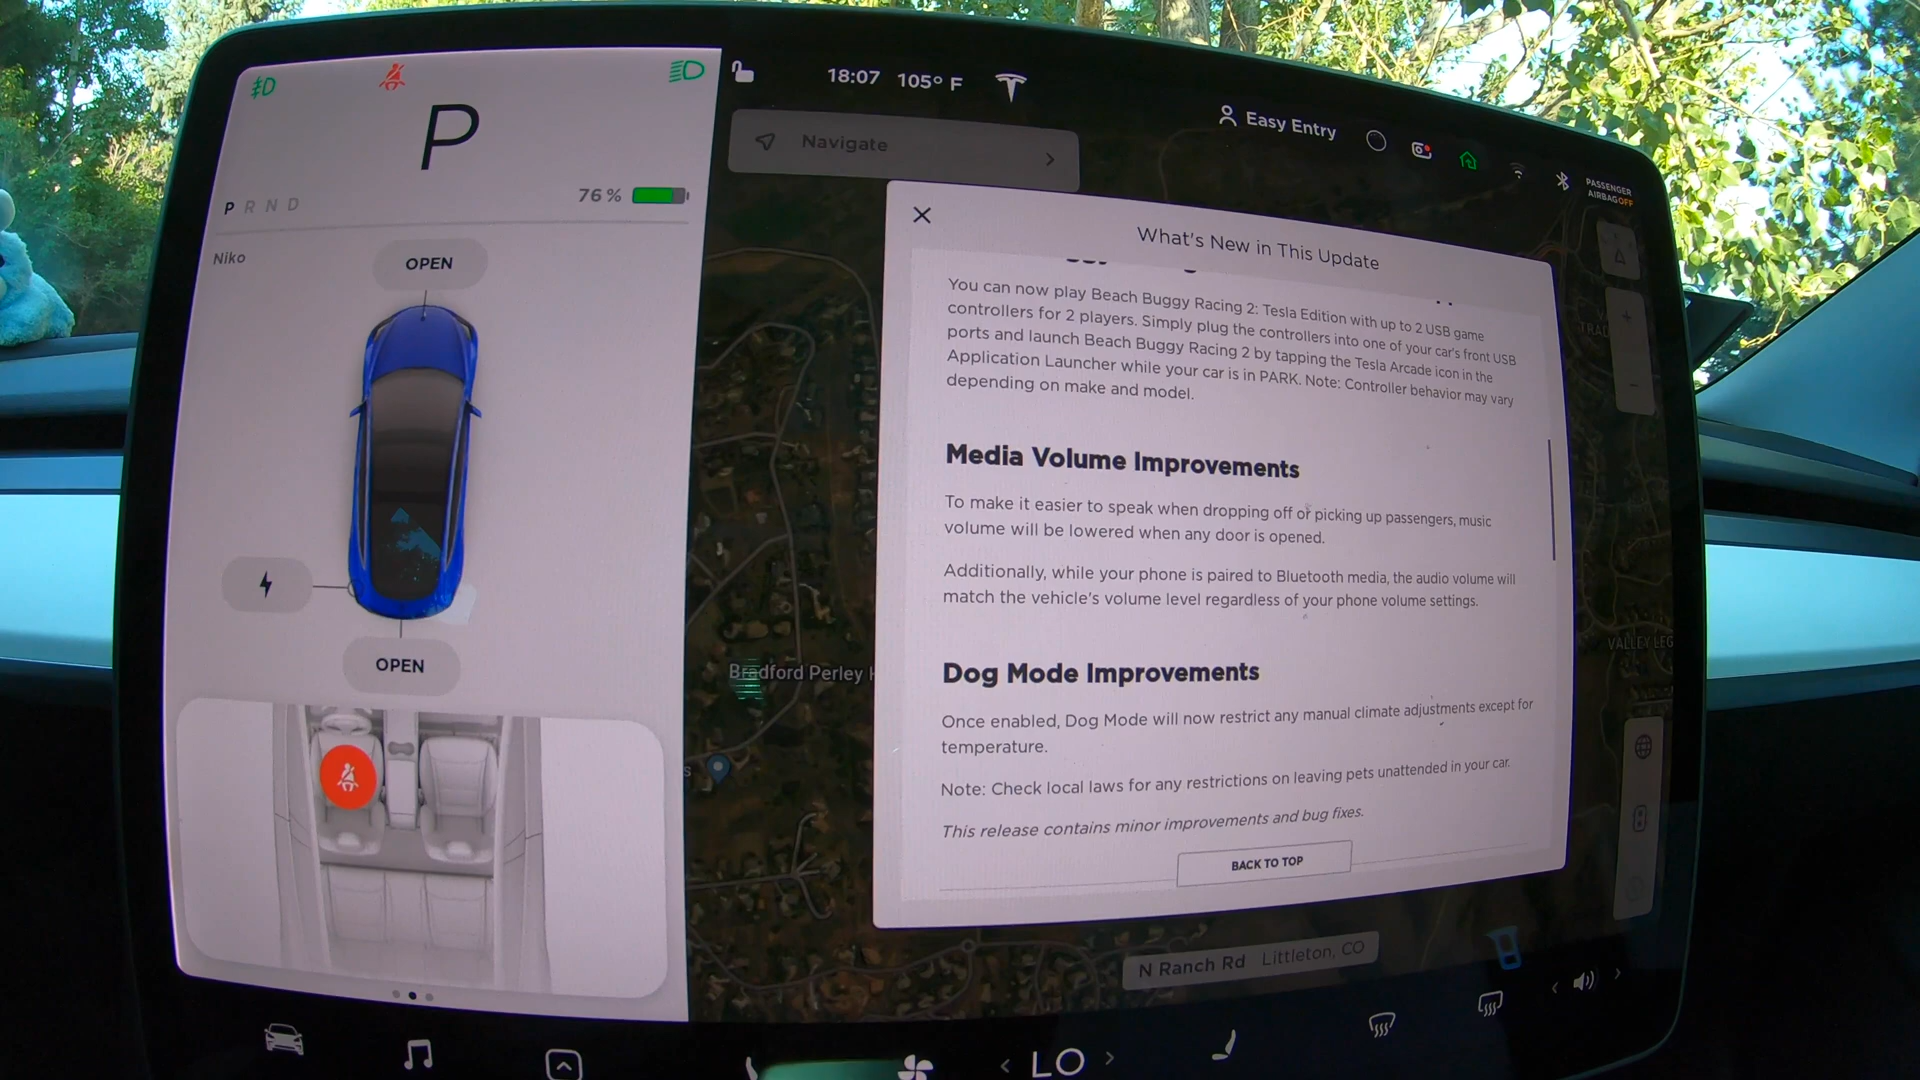 P
18:07 105° F
Easy Entry
PASSENGER
AIRBAG OFF
Navigate
76 %
P R N D
Niko
OPEN
OPEN
What's New in This Update
You can now play Beach Buggy Racing 2: Tesla Edition with up to 2 USB game
controllers for 2 players. Simply plug the controllers into one of your car's front USB
ports and launch Beach Buggy Racing 2 by tapping the Tesla Arcade icon in the
Application Launcher while your car is in PARK. Note: Controller behavior may vary
depending on make and model.
Media Volume Improvements
To make it easier to speak when dropping off or picking up passengers, music
volume will be lowered when any door is opened.
Additionally, while your phone is paired to Bluetooth media, the audio volume will
match the vehicle's volume level regardless of your phone volume settings.
Dog Mode Improvements
Once enabled, Dog Mode will now restrict any manual climate adjustments except for
temperature.
Note: Check local laws for any restrictions on leaving pets unattended in your car.
This release contains minor improvements and bug fixes.
BACK TO TOP
Bradford Perley
VALLEY
N Ranch Rd Littleton, CO
LO